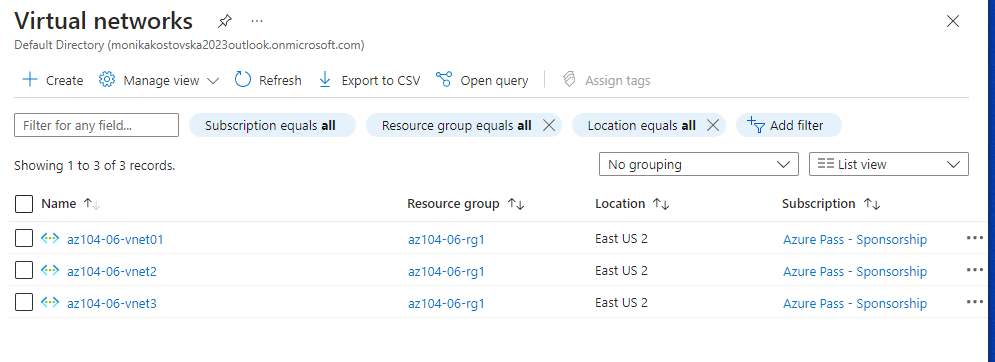 Virtual networks
Default Directory (monikakostovska2023outlook.onmicrosoft.com)
Create Manage view Refresh Export to CSV Open query Assign tags
Filter for any field... Subscription equals all Resource group equals all Location equals all Add filter
Showing 1 to 3 of 3 records. No grouping List view
Name Resource group Location Subscription
az104-06-vnet01 az104-06-rg1 East US 2 Azure Pass - Sponsorship
az104-06-vnet2 az104-06-rg1 East US 2 Azure Pass - Sponsorship
az104-06-vnet3 az104-06-rg1 East US 2 Azure Pass - Sponsorship